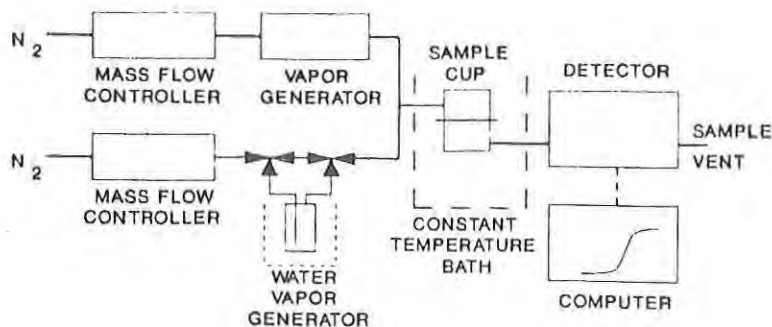 N2
MASS FLOW
CONTROLLER
VAPOR
GENERATOR
SAMPLE
CUP
DETECTOR
N2
MASS FLOW
CONTROLLER
WATER
VAPOR
GENERATOR
CONSTANT
TEMPERATURE
BATH
SAMPLE
VENT
COMPUTER